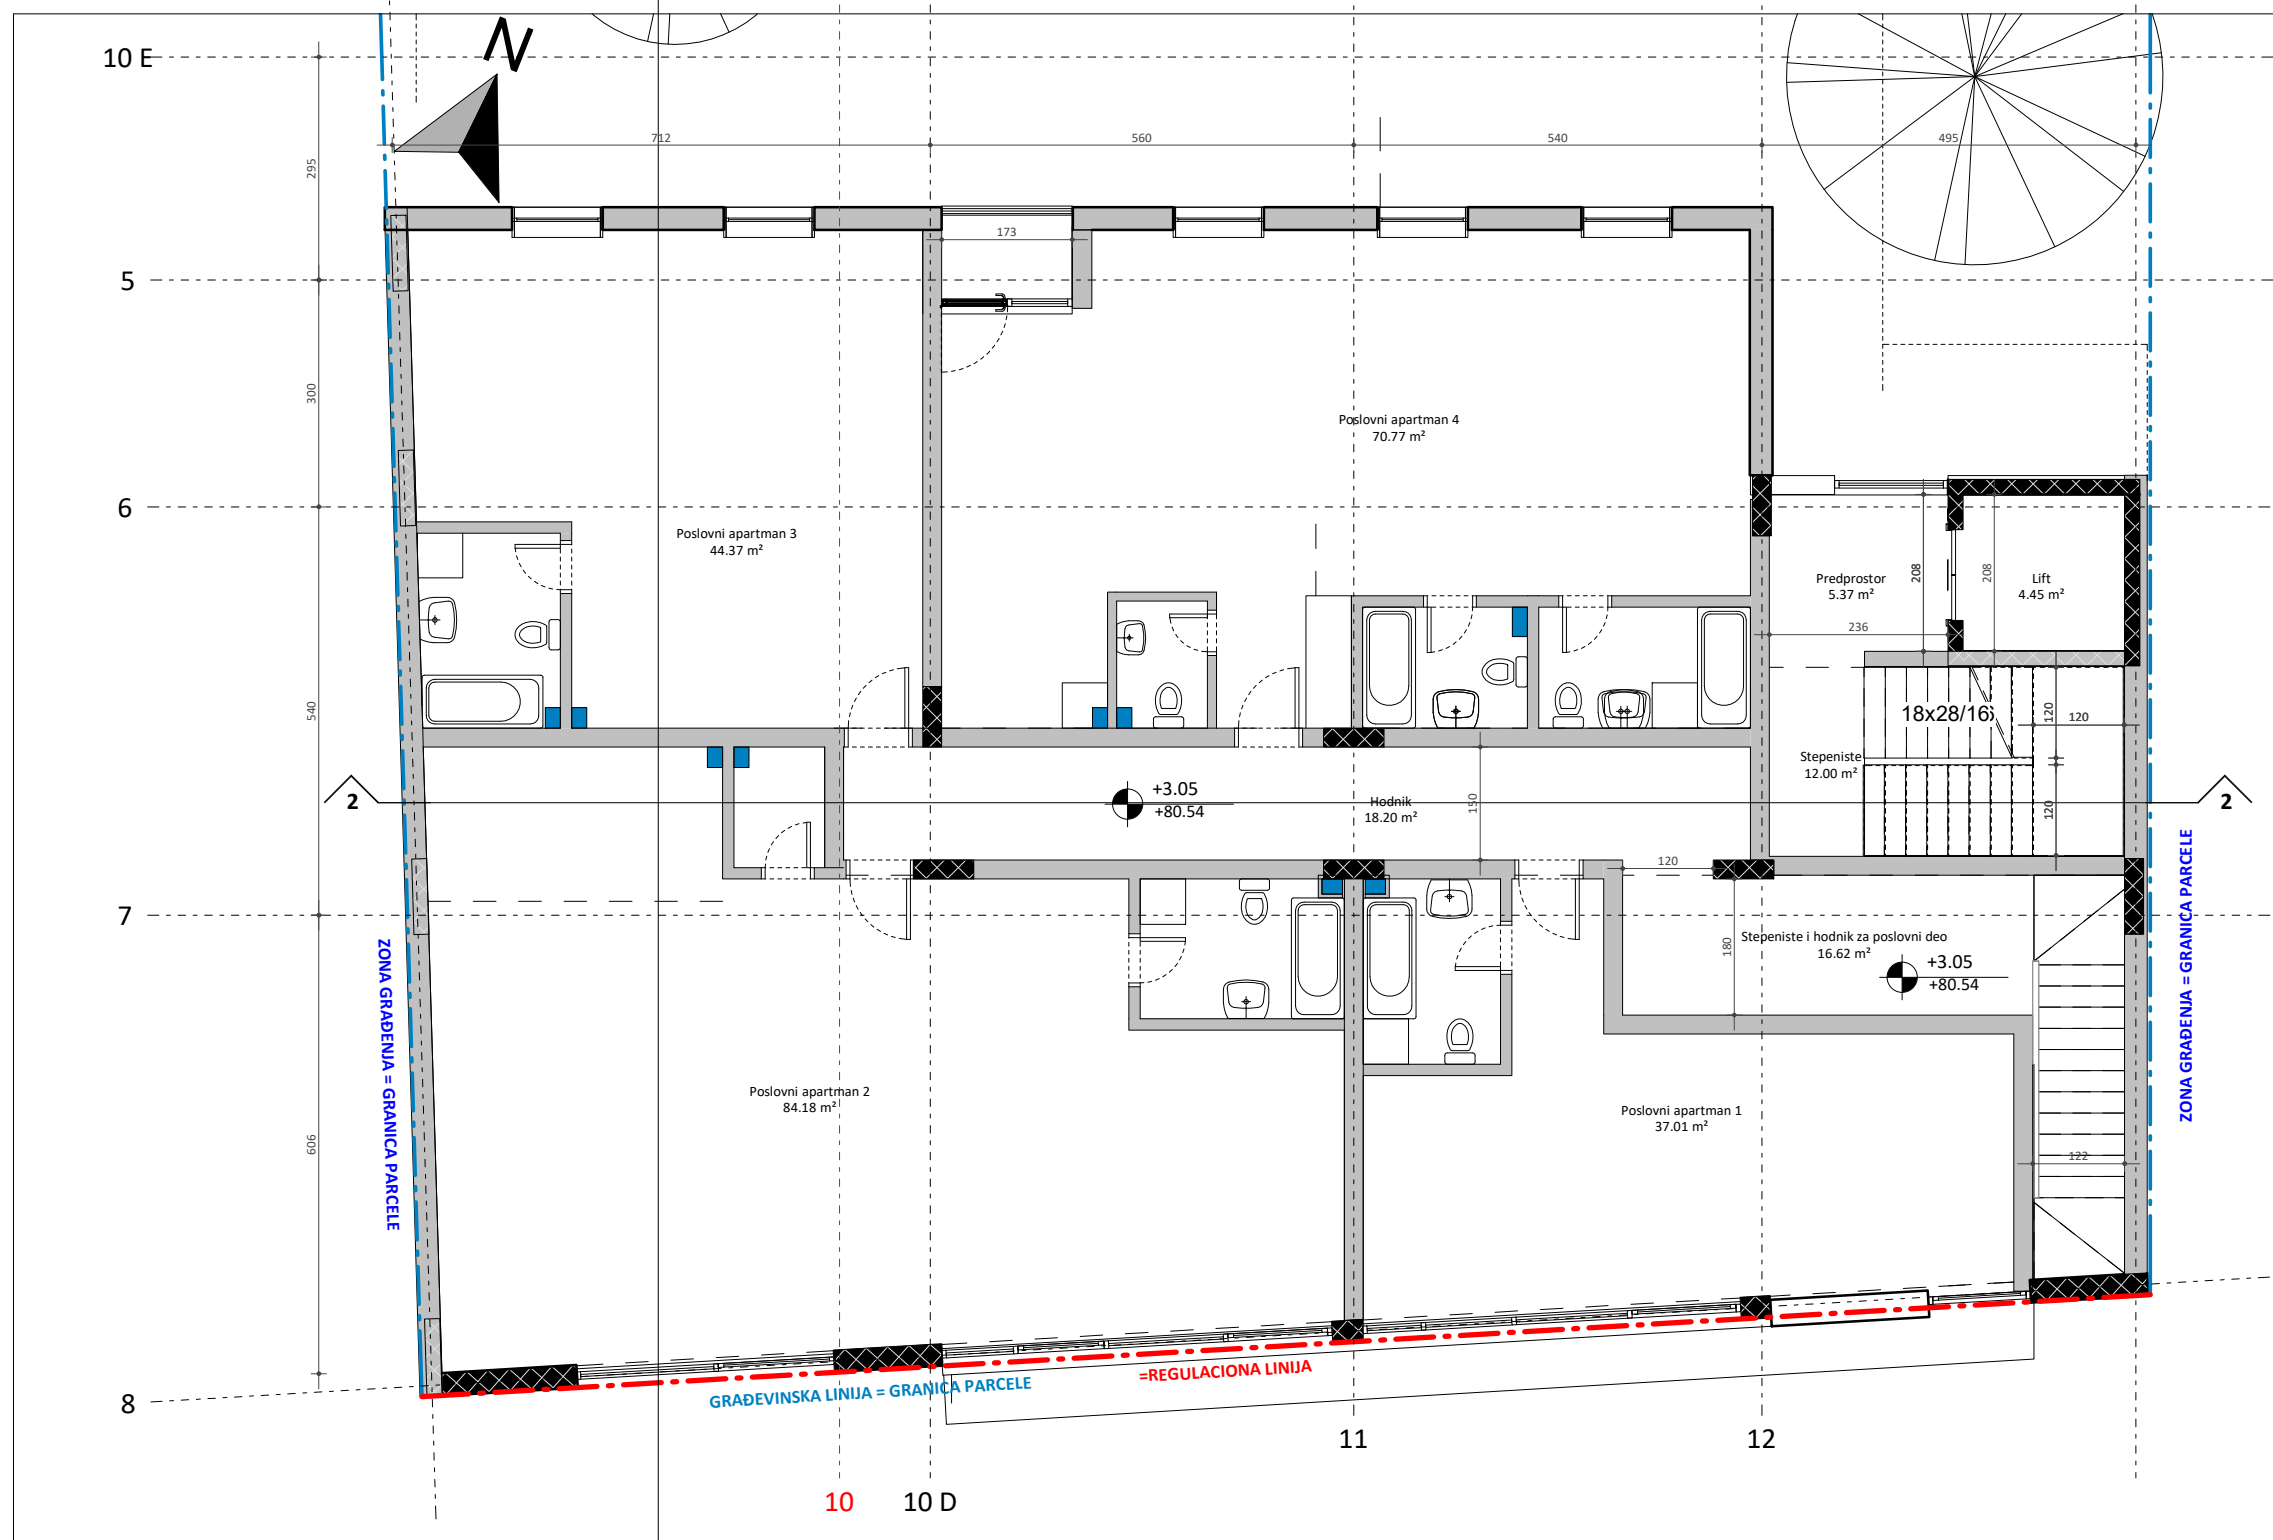 N
10 E
712
560
540
495
295
173
5
300
Poslovni apartman 4
70.77 m²
6
Poslovni apartman 3
44.37 m²
208
208
Predprostor
5.37 m²
Lift
4.45 m²
236
540
18x28/16
120
120
Stepeniste
12.00 m²
2
+3.05
+80.54
Hodnik
18.20 m²
150
120
2
120
7
180
Stepeniste i hodnik za poslovni deo
16.62 m²
+3.05
+80.54
ZONA GRAĐENJA = GRANICA PARCELE
ZONA GRAĐENJA = GRANICA PARCELE
Poslovni apartman 2
84.18 m²
Poslovni apartman 1
37.01 m²
606
122
=REGULACIONA LINIJA
GRAĐEVINSKA LINIJA = GRANICA PARCELE
8
11
12
10
10 D